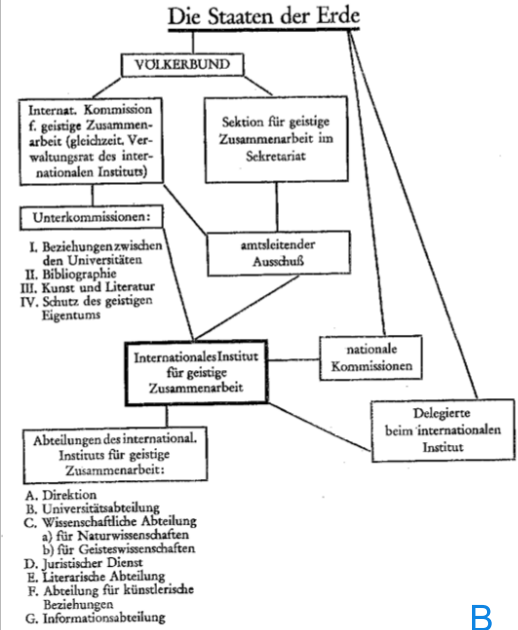 Die Staaten der Erde
VÖLKERBUND
Internat. Kommission
f. geistige Zusammen-
arbeit (gleichzeit. Ver-
waltungsrat des inter-
nationalen Instituts)
Sektion für geistige
Zusammenarbeit im
Sekretariat
Unterkommissionen:
I. Beziehungen zwischen
den Universitäten
II. Bibliographie
III. Kunst und Literatur
IV. Schutz des geistigen
Eigentums
amtsleitender
Ausschuß
Internationales Institut
für geistige
Zusammenarbeit
nationale
Kommissionen
Delegierte
beim internationalen
Institut
Abteilungen des international.
Instituts für geistige
Zusammenarbeit:
A. Direktion
B. Universitätsabteilung
C. Wissenschaftliche Abteilung
a) für Naturwissenschaften
b) für Geisteswissenschaften
D. Juristischer Dienst
E. Literarische Abteilung
F. Abteilung für künstlerische
Beziehungen
G. Informationsabteilung
B